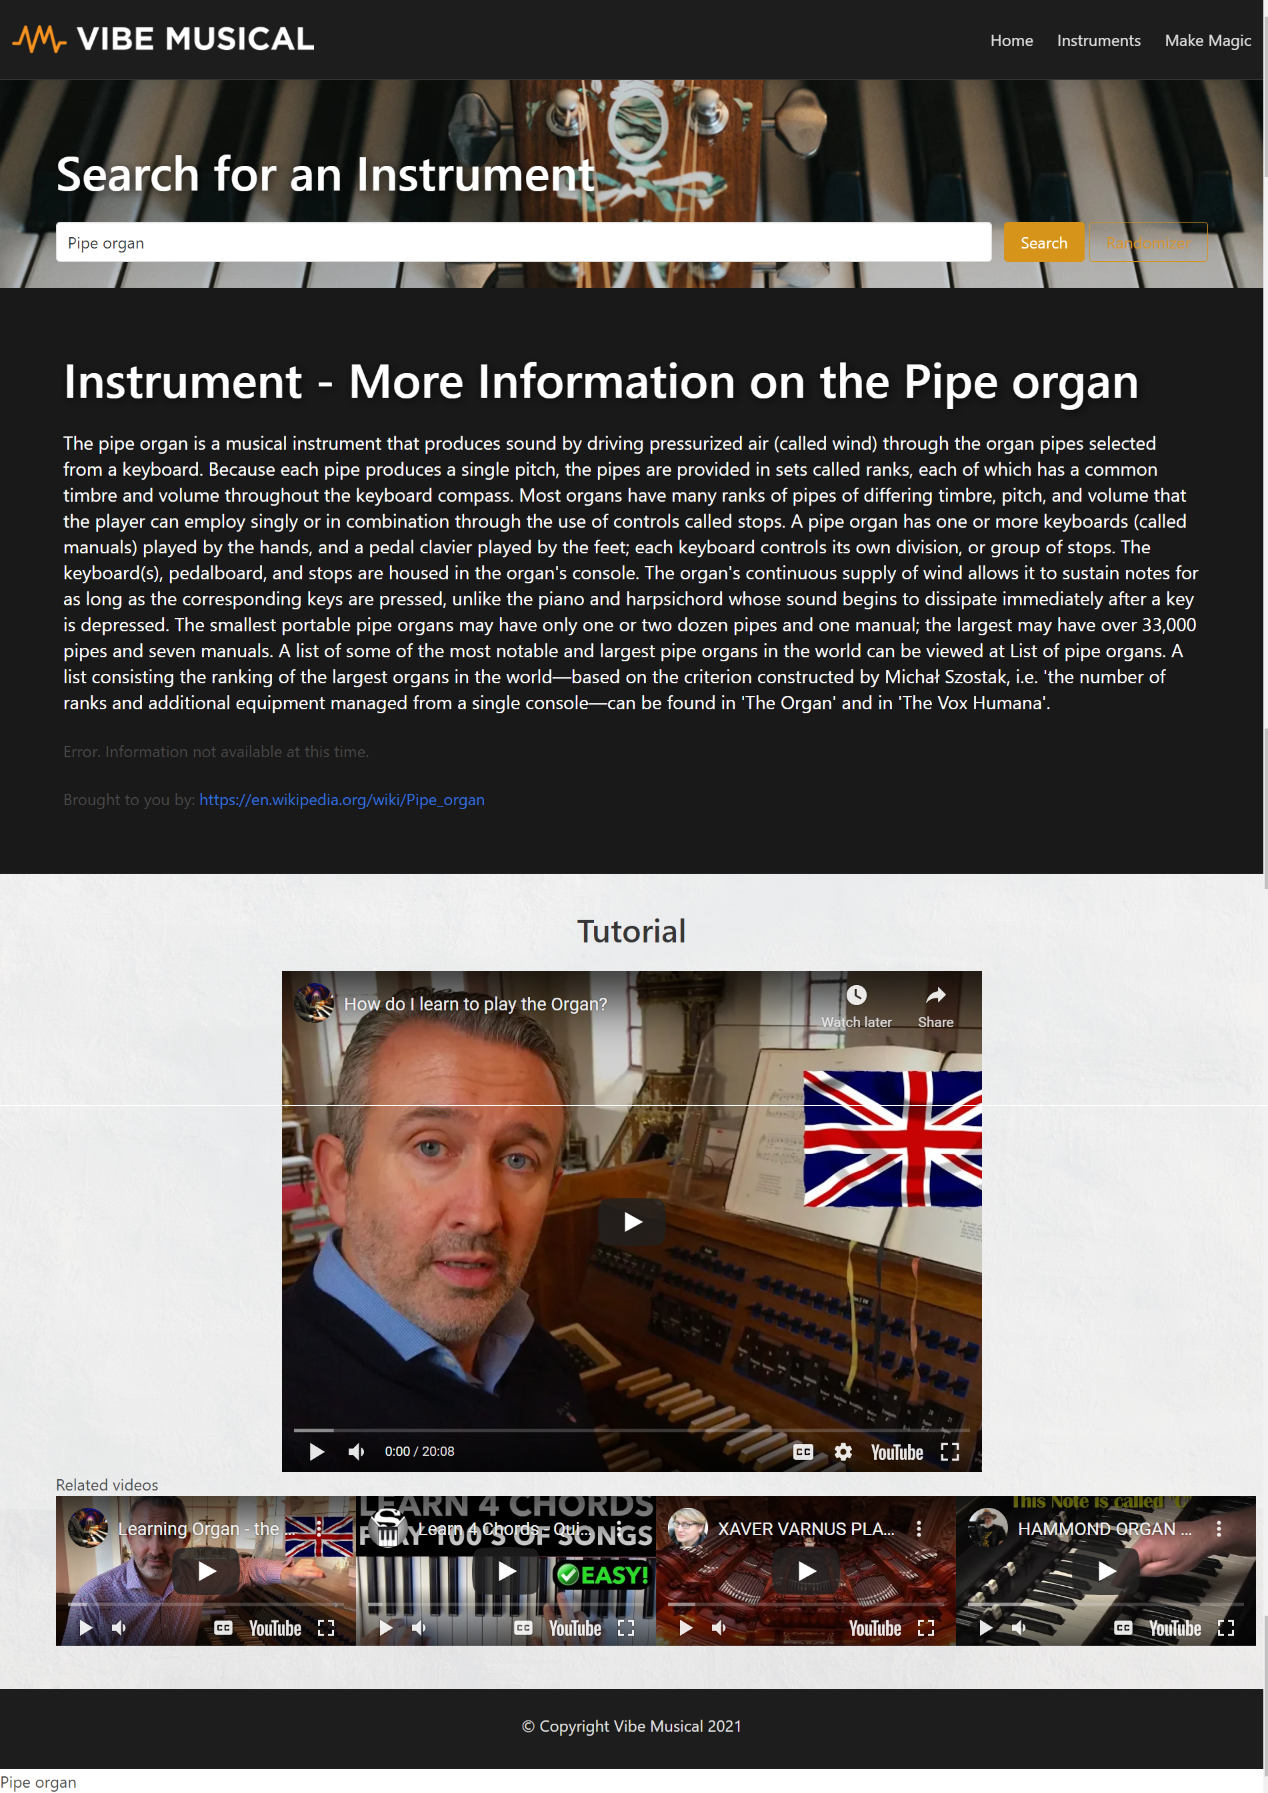 VIBE MUSICAL
Home Instruments Make Magic
Search for an Instrument
Pipe organ
Search Randomizer
Instrument - More Information on the Pipe organ
The pipe organ is a musical instrument that produces sound by driving pressurized air (called wind) through the organ pipes selected
from a keyboard. Because each pipe produces a single pitch, the pipes are provided in sets called ranks, each of which has a common
timbre and volume throughout the keyboard compass. Most organs have many ranks of pipes of differing timbre, pitch, and volume that
the player can employ singly or in combination through the use of controls called stops. A pipe organ has one or more keyboards (called
manuals) played by the hands, and a pedal clavier played by the feet; each keyboard controls its own division, or group of stops. The
keyboard(s), pedalboard, and stops are housed in the organ's console. The organ's continuous supply of wind allows it to sustain notes for
as long as the corresponding keys are pressed, unlike the piano and harpsichord whose sound begins to dissipate immediately after a key
is depressed. The smallest portable pipe organs may have only one or two dozen pipes and one manual; the largest may have over 33,000
pipes and seven manuals. A list of some of the most notable and largest pipe organs in the world can be viewed at List of pipe organs. A
list consisting the ranking of the largest organs in the world—based on the criterion constructed by Michał Szostak, i.e. 'the number of
ranks and additional equipment managed from a single console—can be found in 'The Organ' and in 'The Vox Humana'.
Error. Information not available at this time.
Brought to you by: https://en.wikipedia.org/wiki/Pipe_organ
Tutorial
How do I learn to play the Organ?
Watch later Share
0:00 / 20:08
CC YouTube
Related videos
Learning Organ - the ...
CC YouTube
LEARN 4 CHORDS
Learn 4 Chords - Qui...
PLAY 100'S OF SONGS
EASY!
CC YouTube
XAVER VARNUS PLA...
YouTube
This Note is called "C"
HAMMOND ORGAN ...
CC YouTube
© Copyright Vibe Musical 2021
Pipe organ